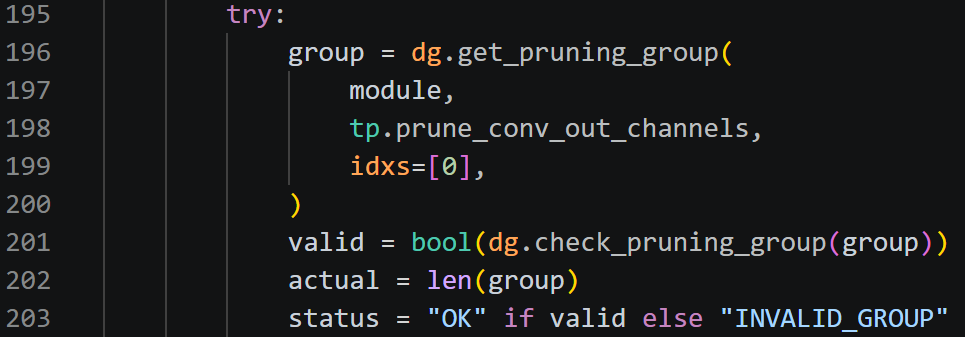 195 try:
196 group = dg.get_pruning_group(
197 module,
198 tp.prune_conv_out_channels,
199 idxs=[0],
200 )
201 valid = bool(dg.check_pruning_group(group))
202 actual = len(group)
203 status = "OK" if valid else "INVALID_GROUP"